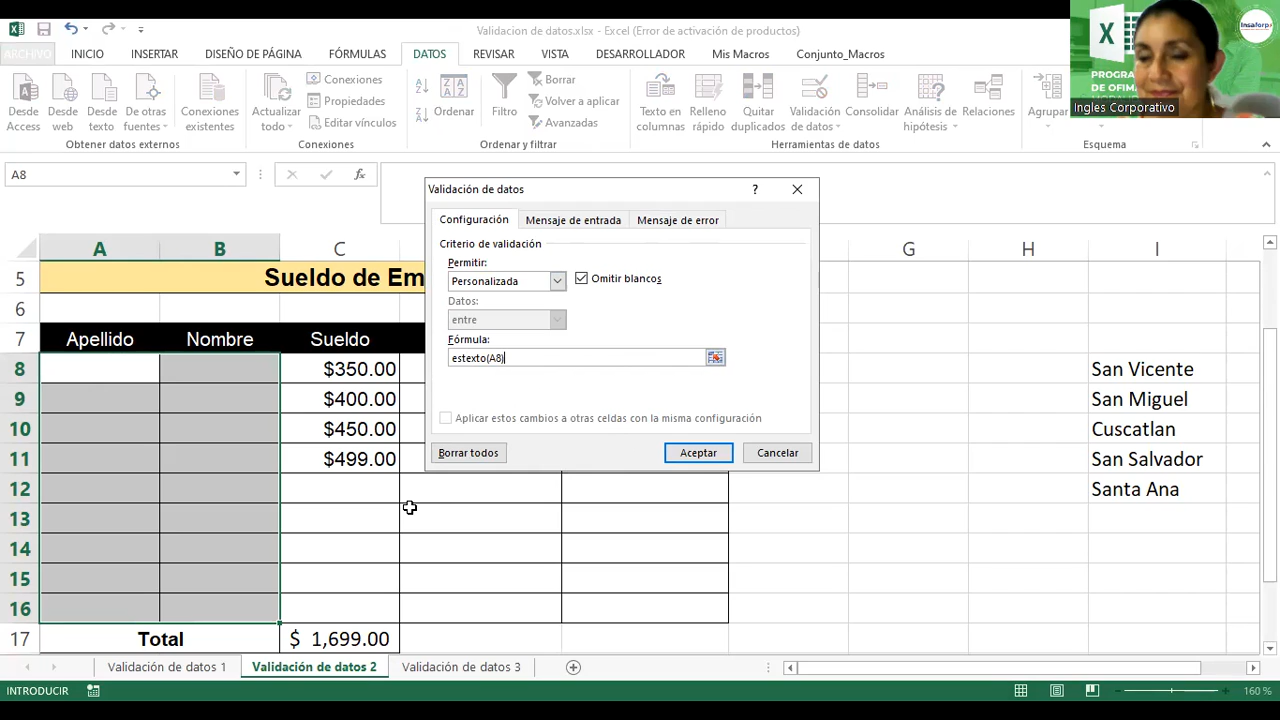 Validacion de datos.xlsx - Excel (Error de activación de productos)
ARCHIVO INICIO INSERTAR DISEÑO DE PÁGINA FÓRMULAS DATOS REVISAR VISTA DESARROLLADOR Mis Macros Conjunto_Macros
Desde Access
Desde web
Desde texto
De otras fuentes
Conexiones existentes
Obtener datos externos
Actualizar todo
Conexiones
Propiedades
Editar vínculos
Conexiones
Ordenar
Filtro
Borrar
Volver a aplicar
Avanzadas
Ordenar y filtrar
Texto en columnas
Relleno rápido
Quitar duplicados
Validación de datos
Consolidar
Análisis de hipótesis
Relaciones
Herramientas de datos
Agrupar
Esquema
PROGRA
DE OFIMA
Insaforp
Ingles Corporativo
A8
fx
Validación de datos
?
Configuración Mensaje de entrada Mensaje de error
Criterio de validación
Permitir:
Personalizada
Omitir blancos
Datos:
entre
Fórmula:
estexto(A8)
Aplicar estos cambios a otras celdas con la misma configuración
Borrar todos Aceptar Cancelar
A B C G H I
5 Sueldo de Em
6
7 Apellido Nombre Sueldo
8 $350.00 San Vicente
9 $400.00 San Miguel
10 $450.00 Cuscatlan
11 $499.00 San Salvador
12 Santa Ana
13
14
15
16
17 Total $ 1,699.00
Validación de datos 1 Validación de datos 2 Validación de datos 3
INTRODUCIR
160 %